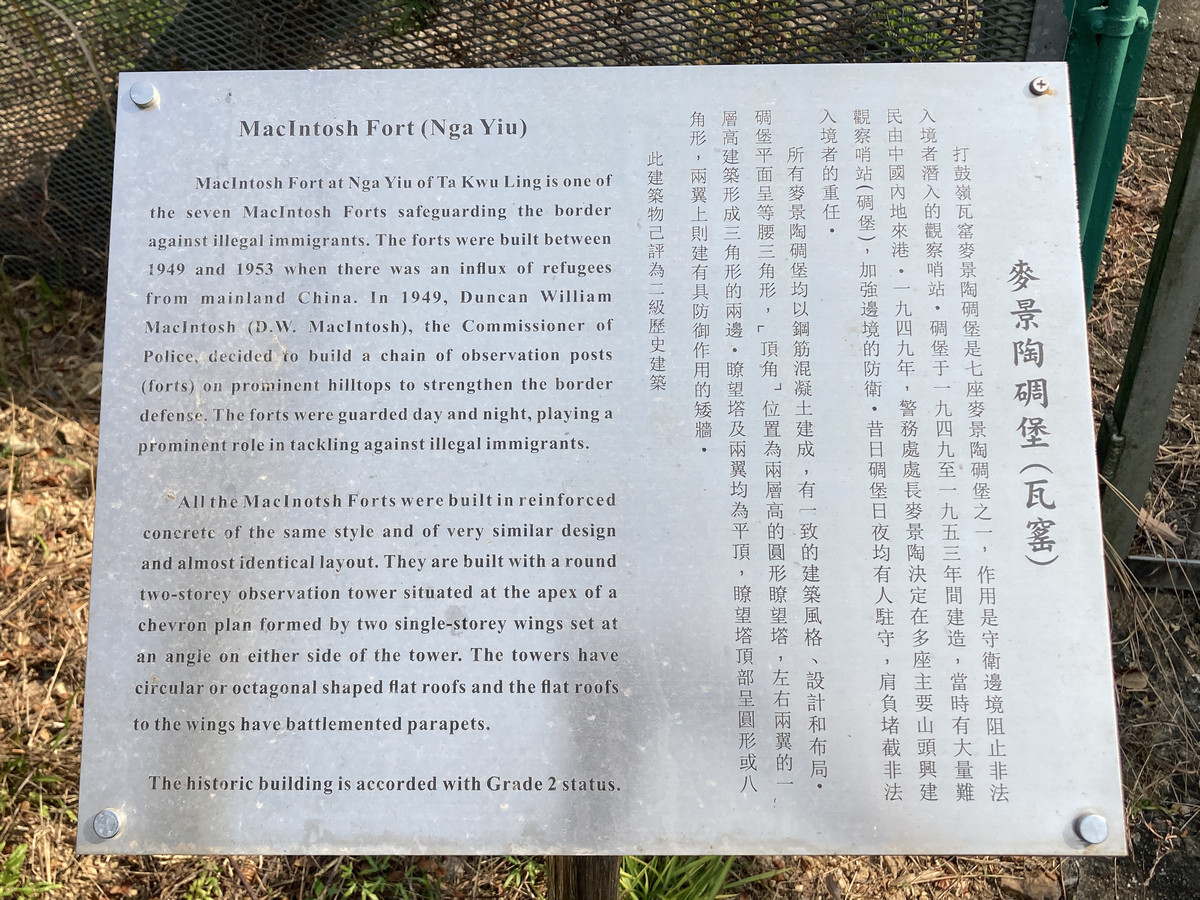 MacIntosh Fort (Nga Yiu)
MacIntosh Fort at Nga Yiu of Ta Kwu Ling is one of
the seven MacIntosh Forts safeguarding the border
against illegal immigrants. The forts were built between
1949 and 1953 when there was an influx of refugees
from mainland China. In 1949, Duncan William
MacIntosh (D.W. MacIntosh), the Commissioner of
Police, decided to build a chain of observation posts
(forts) on prominent hilltops to strengthen the border
defense. The forts were guarded day and night, playing a
prominent role in tackling against illegal immigrants.
All the MacInotsh Forts were built in reinforced
concrete of the same style and of very similar design
and almost identical layout. They are built with a round
two-storey observation tower situated at the apex of a
chevron plan formed by two single-storey wings set at
an angle on either side of the tower. The towers have
circular or octagonal shaped flat roofs and the flat roofs
to the wings have battlemented parapets.
The historic building is accorded with Grade 2 status.
麥景陶碉堡(瓦窰)
打鼓嶺瓦窰麥景陶碉堡是七座麥景陶碉堡之一，作用是守衛邊境阻止非法
入境者潛入的觀察哨站。碉堡于一九四九至一九五三年間建造，當時有大量難
民由中國內地來港。一九四九年，警務處處長麥景陶決定在多座主要山頭興建
觀察哨站(碉堡)，加強邊境的防衛。昔日碉堡日夜均有人駐守，肩負堵截非法
入境者的重任。
所有麥景陶碉堡均以鋼筋混凝土建成，有一致的建築風格、設計和布局。
碉堡平面呈等腰三角形，「頂角」位置為兩層高的圓形瞭望塔，左右兩翼的一
層高建築形成三角形的兩邊。瞭望塔及兩翼均為平頂，瞭望塔頂部呈圓形或八
角形，兩翼上則建有具防御作用的矮牆。
此建築物己評為二級歷史建築